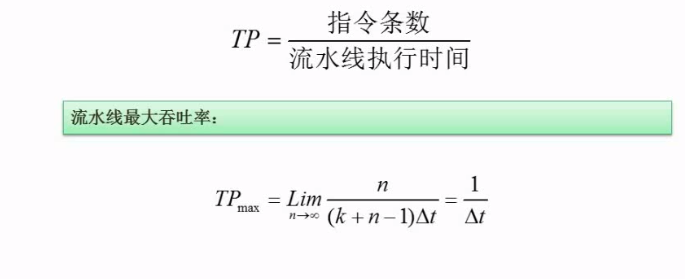 TP = 指令条数 / 流水线执行时间
流水线最大吞吐率：
TP_max = Lim_{n→∞} n / (k+n−1)Δt = 1 / Δt